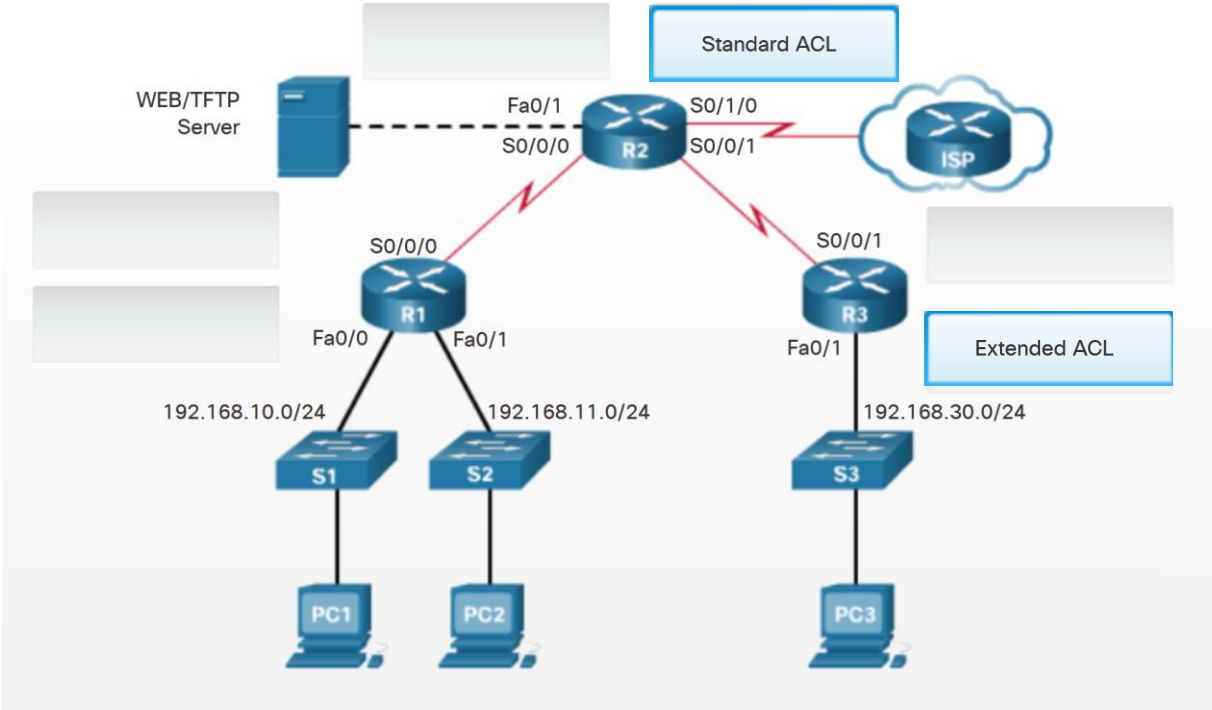 Standard ACL
WEB/TFTP
Server
Fa0/1
S0/1/0
S0/0/0
R2
S0/0/1
ISP
S0/0/0
S0/0/1
R1
R3
Fa0/0
Fa0/1
Fa0/1
Extended ACL
192.168.10.0/24
192.168.11.0/24
192.168.30.0/24
S1
S2
S3
PC1
PC2
PC3